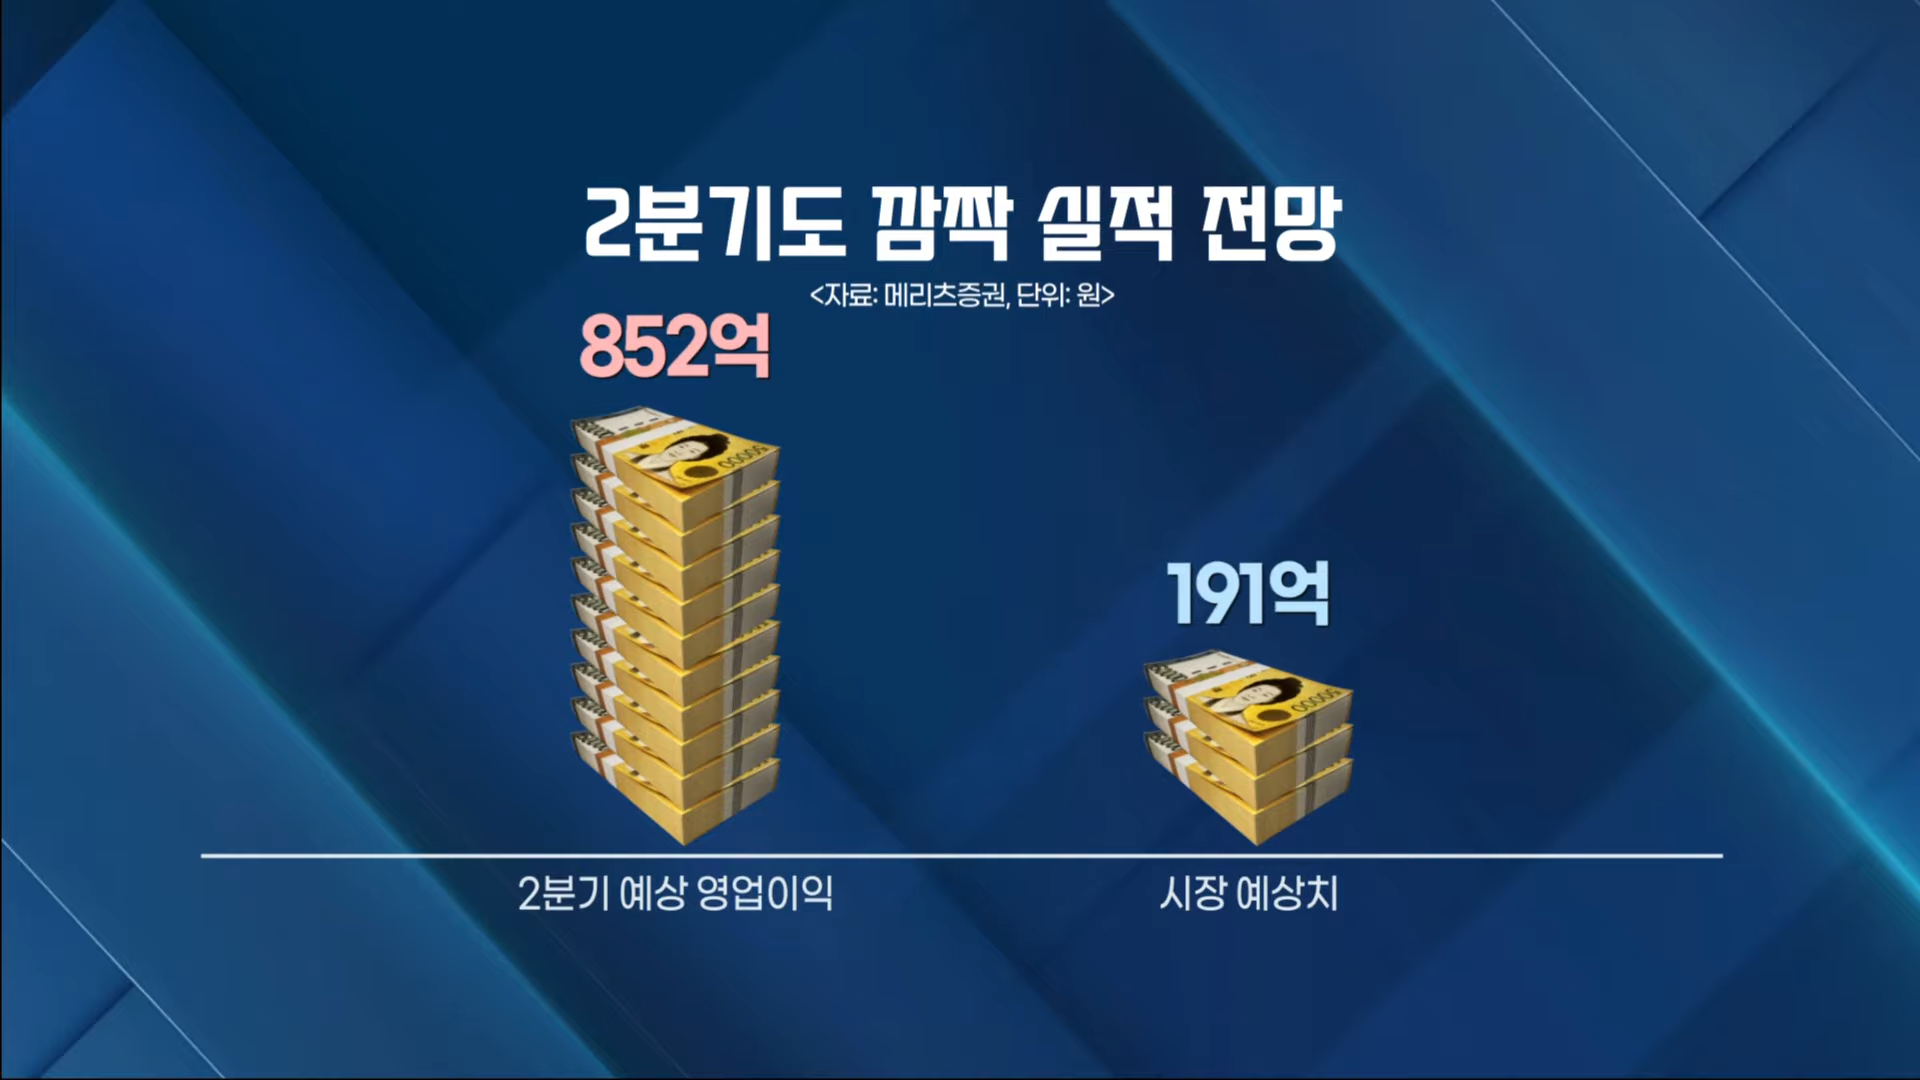 2분기도 깜짝 실적 전망
<자료: 메리츠증권, 단위: 원>
852억
191억
50000
50000
2분기 예상 영업이익
시장 예상치